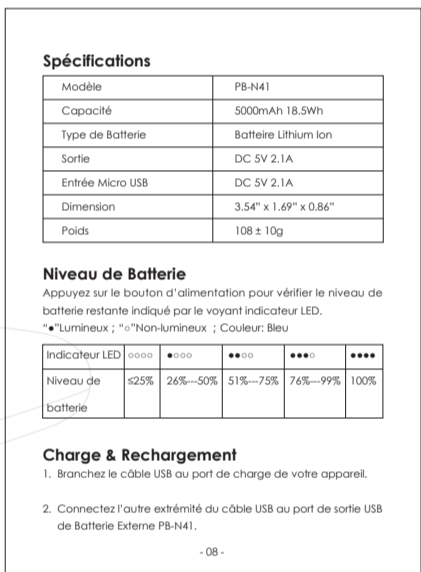 Spécifications
Modèle PB-N41
Capacité 5000mAh 18.5Wh
Type de Batterie Batteire Lithium Ion
Sortie DC 5V 2.1A
Entrée Micro USB DC 5V 2.1A
Dimension 3.54" x 1.69" x 0.86"
Poids 108 ± 10g
Niveau de Batterie
Appuyez sur le bouton d'alimentation pour vérifier le niveau de
batterie restante indiqué par le voyant indicateur LED.
"●"Lumineux ; "○"Non-lumineux ; Couleur: Bleu
Indicateur LED ○○○○ ●○○○ ●●○○ ●●●○ ●●●●
Niveau de ≤25% 26%---50% 51%---75% 76%---99% 100%
batterie
Charge & Rechargement
1. Branchez le câble USB au port de charge de votre appareil.
2. Connectez l'autre extrémité du câble USB au port de sortie USB
de Batterie Externe PB-N41.
- 08 -